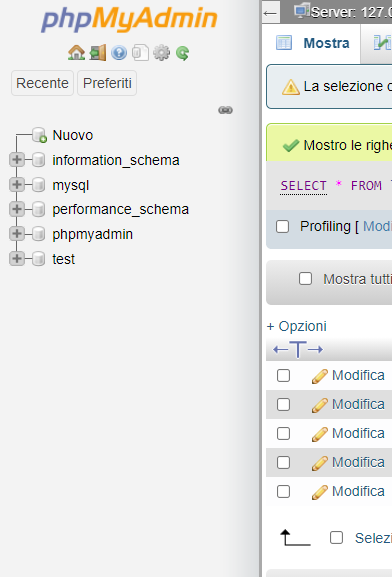 phpMyAdmin
Recente
Preferiti
Nuovo
information_schema
mysql
performance_schema
phpmyadmin
test
Server: 127.0
Mostra
La selezione
Mostro le righe
SELECT * FROM
Profiling [ Modi
Mostra tutti
+ Opzioni
Modifica
Modifica
Modifica
Modifica
Modifica
Selezi